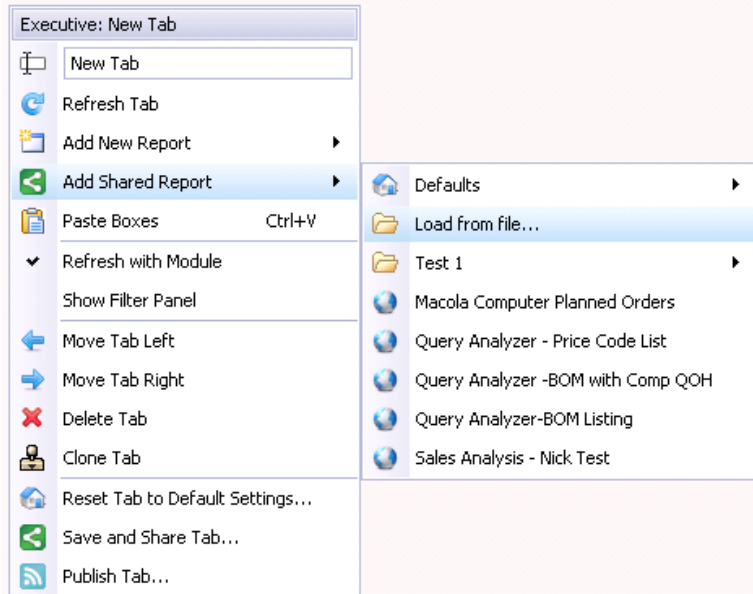 Executive: New Tab
New Tab
Refresh Tab
Add New Report
Add Shared Report
Paste Boxes Ctrl+V
Refresh with Module
Show Filter Panel
Move Tab Left
Move Tab Right
Delete Tab
Clone Tab
Reset Tab to Default Settings...
Save and Share Tab...
Publish Tab...
Defaults
Load from file...
Test 1
Macola Computer Planned Orders
Query Analyzer - Price Code List
Query Analyzer -BOM with Comp QOH
Query Analyzer-BOM Listing
Sales Analysis - Nick Test